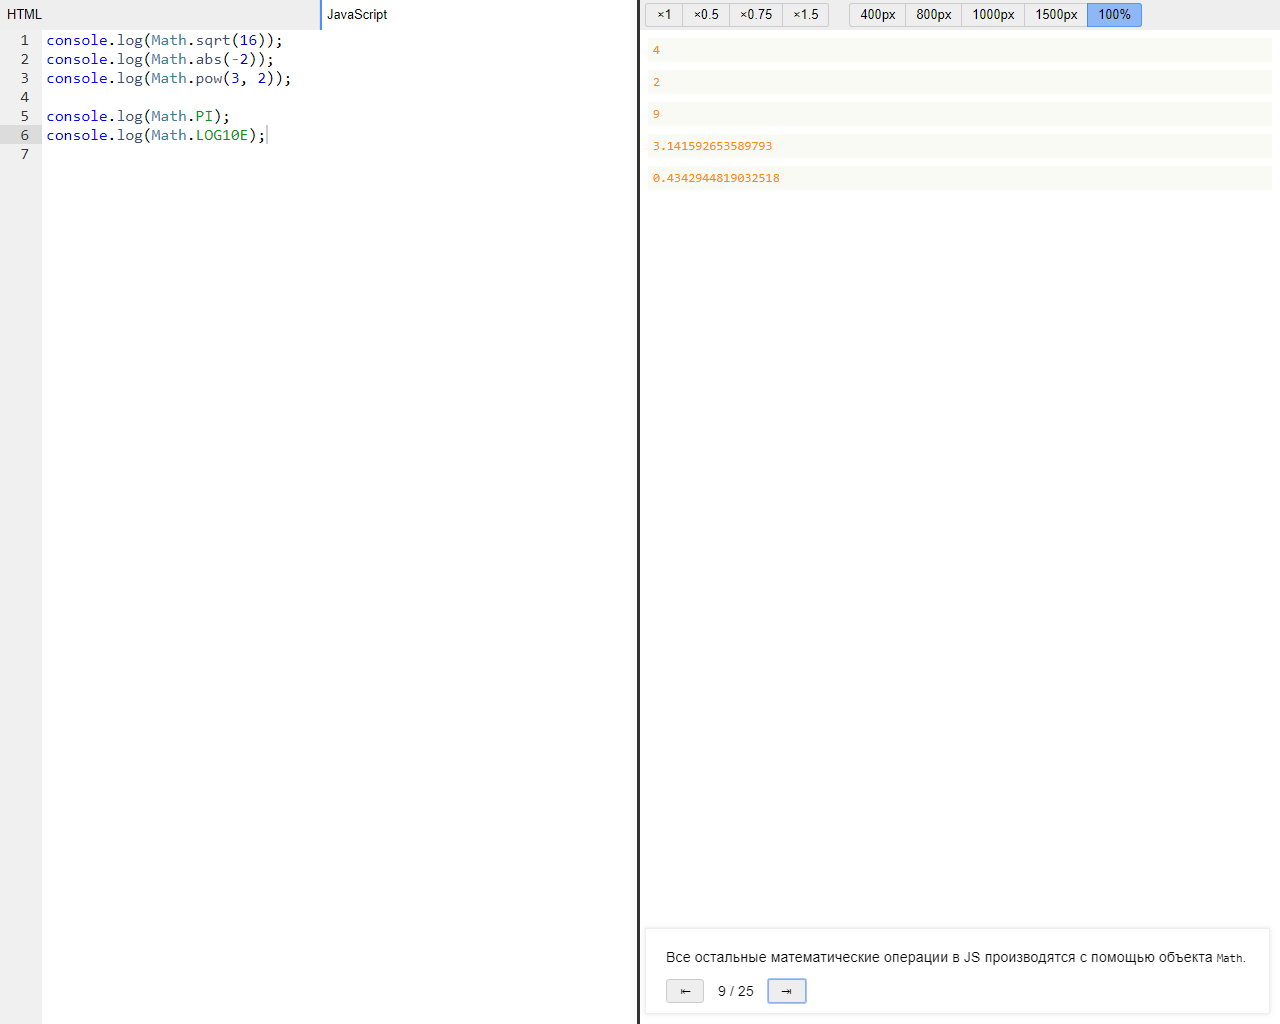 HTML
JavaScript
×1 ×0.5 ×0.75 ×1.5 400px 800px 1000px 1500px 100%
1 console.log(Math.sqrt(16));
2 console.log(Math.abs(-2));
3 console.log(Math.pow(3, 2));
4
5 console.log(Math.PI);
6 console.log(Math.LOG10E);
7
4
2
9
3.141592653589793
0.4342944819032518
Все остальные математические операции в JS производятся с помощью объекта Math.
⇤ 9 / 25 ⇥